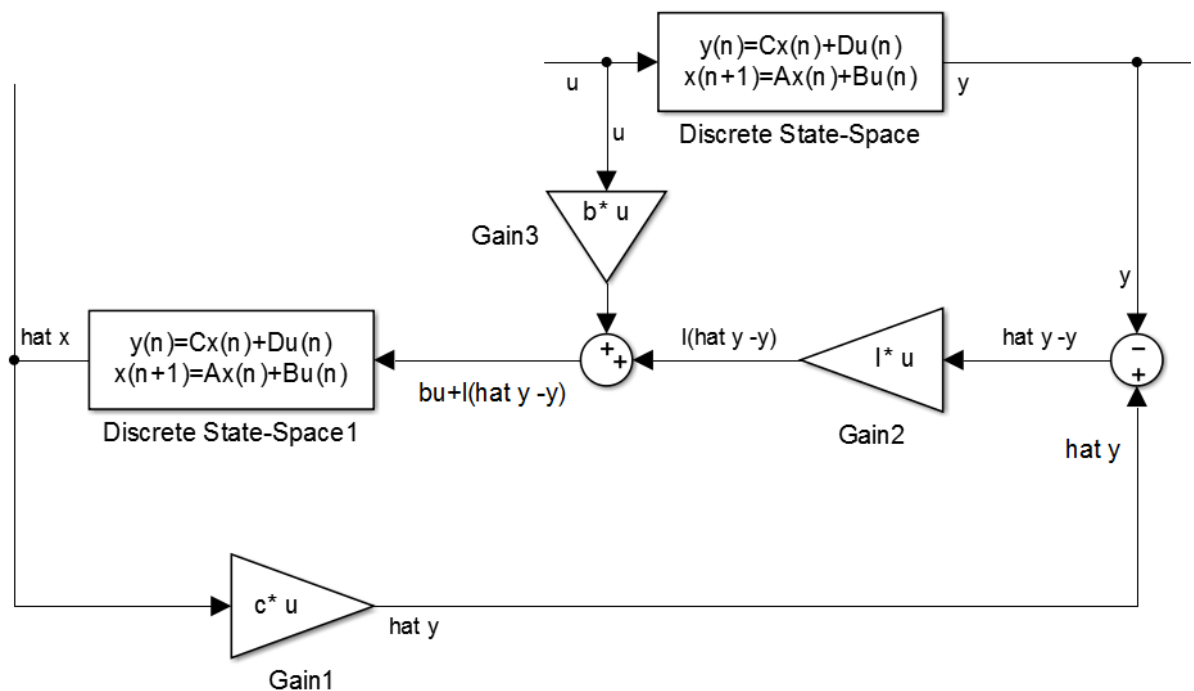 y(n)=Cx(n)+Du(n)
x(n+1)=Ax(n)+Bu(n)
u
y
Discrete State-Space
u
b* u
Gain3
y
hat x
y(n)=Cx(n)+Du(n)
x(n+1)=Ax(n)+Bu(n)
Discrete State-Space1
+
+
bu+l(hat y -y)
l(hat y -y)
l* u
Gain2
hat y -y
−
+
hat y
c* u
hat y
Gain1